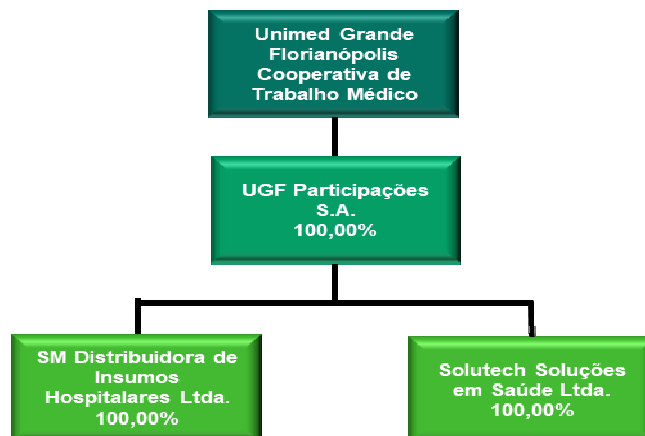 Unimed Grande
Florianópolis
Cooperativa de
Trabalho Médico
UGF Participações
S.A.
100,00%
SM Distribuidora de
Insumos
Hospitalares Ltda.
100,00%
Solutech Soluções
em Saúde Ltda.
100,00%